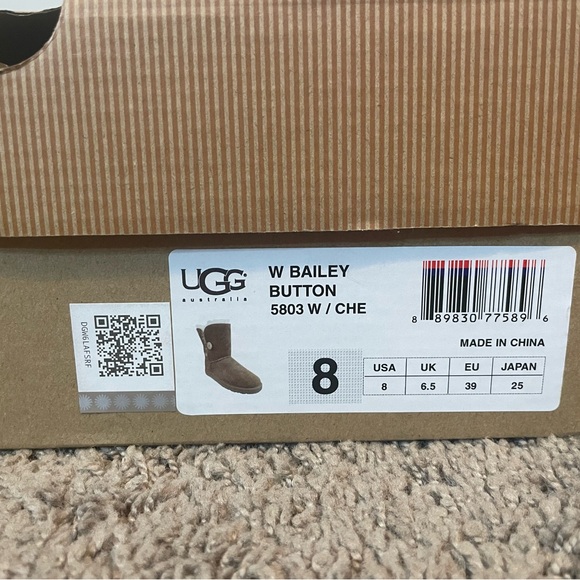 UGG
australia
W BAILEY
BUTTON
5803 W / CHE
8 89830 77589 6
MADE IN CHINA
8
USA UK EU JAPAN
8 6.5 39 25
DGW6LAFSRF